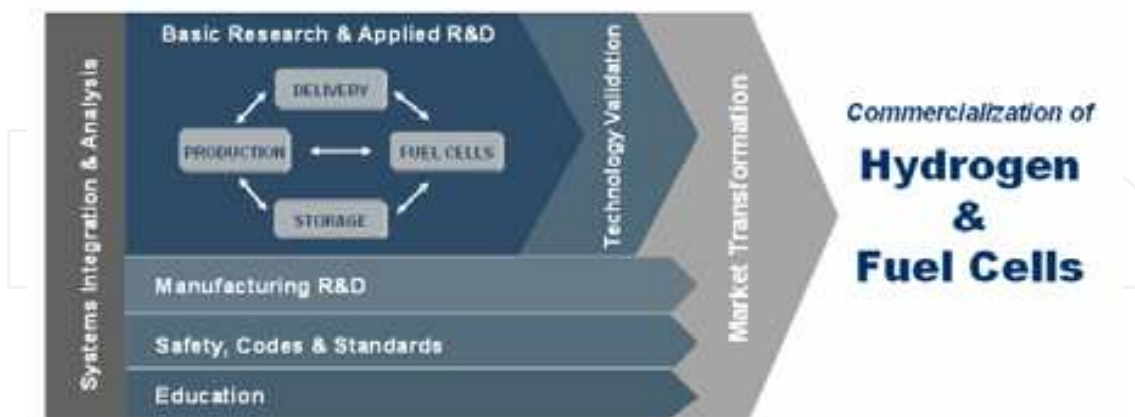 Systems Integration & Analysis
Basic Research & Applied R&D
DELIVERY
PRODUCTION
FUEL CELLS
STORAGE
Technology Validation
Manufacturing R&D
Safety, Codes & Standards
Education
Market Transformation
Commercialization of
Hydrogen
&
Fuel Cells